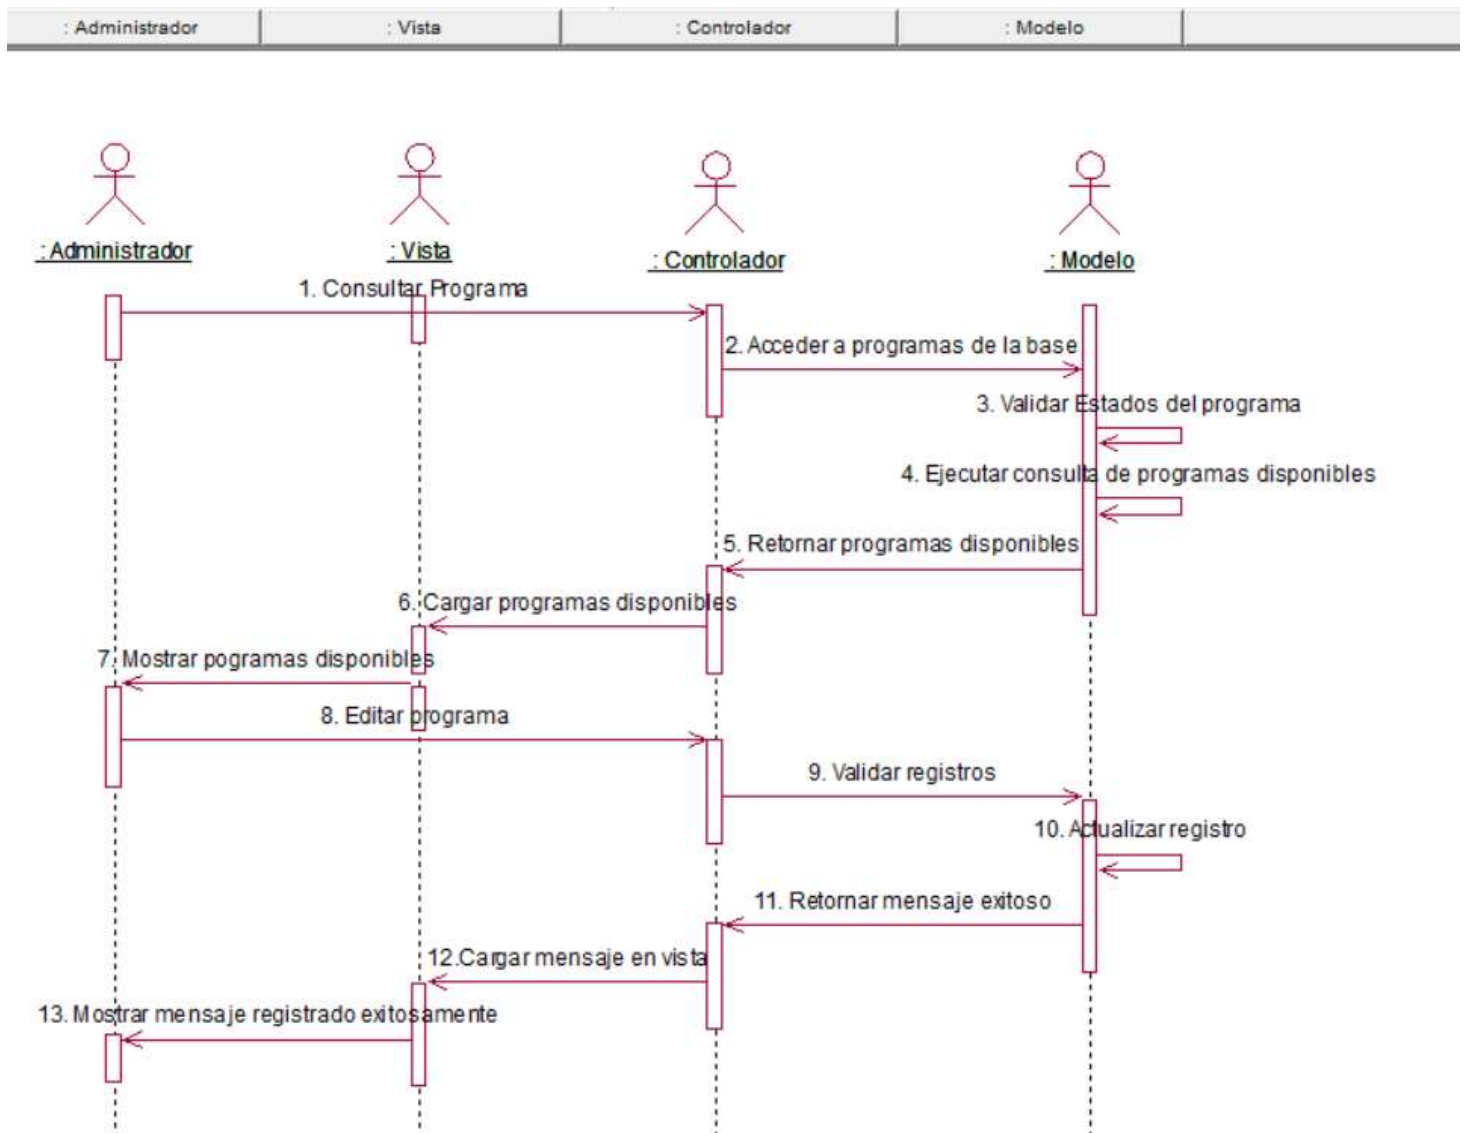 : Administrador
: Vista
: Controlador
: Modelo
: Administrador
: Vista
: Controlador
: Modelo
1. Consultar Programa
2. Acceder a programas de la base
3. Validar Estados del programa
4. Ejecutar consulta de programas disponibles
5. Retornar programas disponibles
6. Cargar programas disponibles
7. Mostrar pogramas disponibles
8. Editar programa
9. Validar registros
10. Actualizar registro
11. Retornar mensaje exitoso
12.Cargar mensaje en vista
13. Mostrar mensaje registrado exitosamente